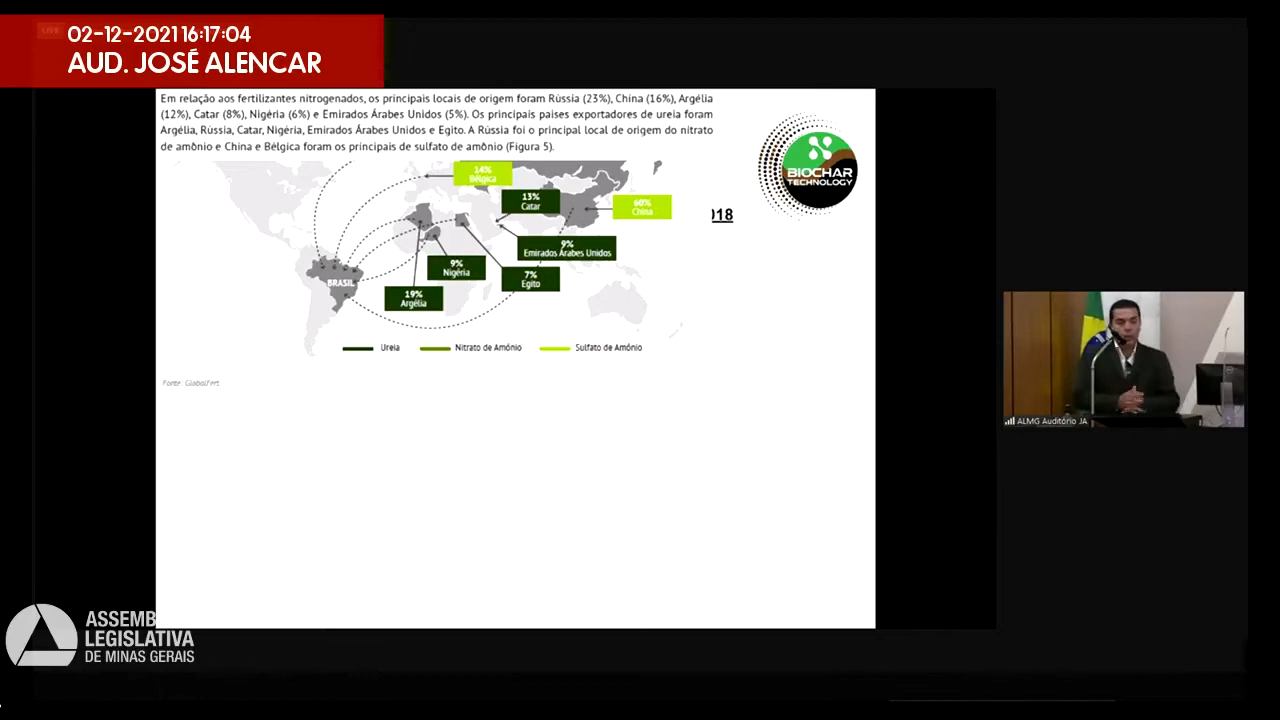 LIVE
02-12-2021 16:17:04
AUD. JOSÉ ALENCAR
Em relação aos fertilizantes nitrogenados, os principais locais de origem foram Rússia (23%), China (16%), Argélia
(12%), Catar (8%), Nigéria (6%) e Emirados Árabes Unidos (5%). Os principais países exportadores de ureia foram
Argélia, Rússia, Catar, Nigéria, Emirados Árabes Unidos e Egito. A Rússia foi o principal local de origem do nitrato
de amônio e China e Bélgica foram os principais de sulfato de amônio (Figura 5).
BIOCHAR
TECHNOLOGY
018
14%
Bélgica
13%
Catar
60%
China
9%
Emirados Árabes Unidos
9%
Nigéria
7%
Egito
19%
Argélia
BRASIL
Ureia
Nitrato de Amônio
Sulfato de Amônio
Fonte: GlobalFert
ALMG Auditório JA
ASSEMB
LEGISLATIVA
DE MINAS GERAIS